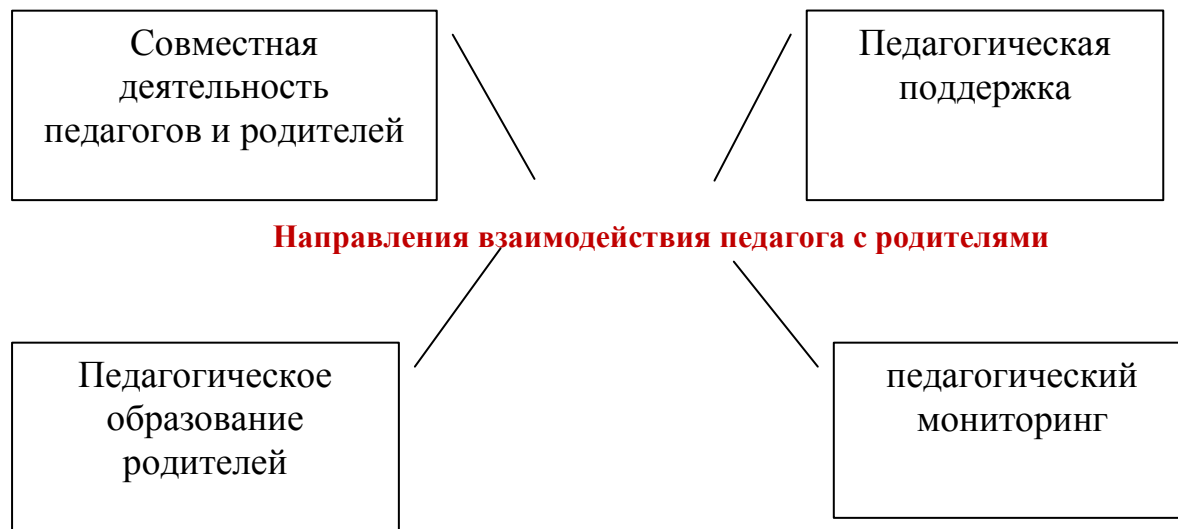 Совместная
деятельность
педагогов и родителей
Педагогическая
поддержка
Направления взаимодействия педагога с родителями
Педагогическое
образование
родителей
педагогический
мониторинг